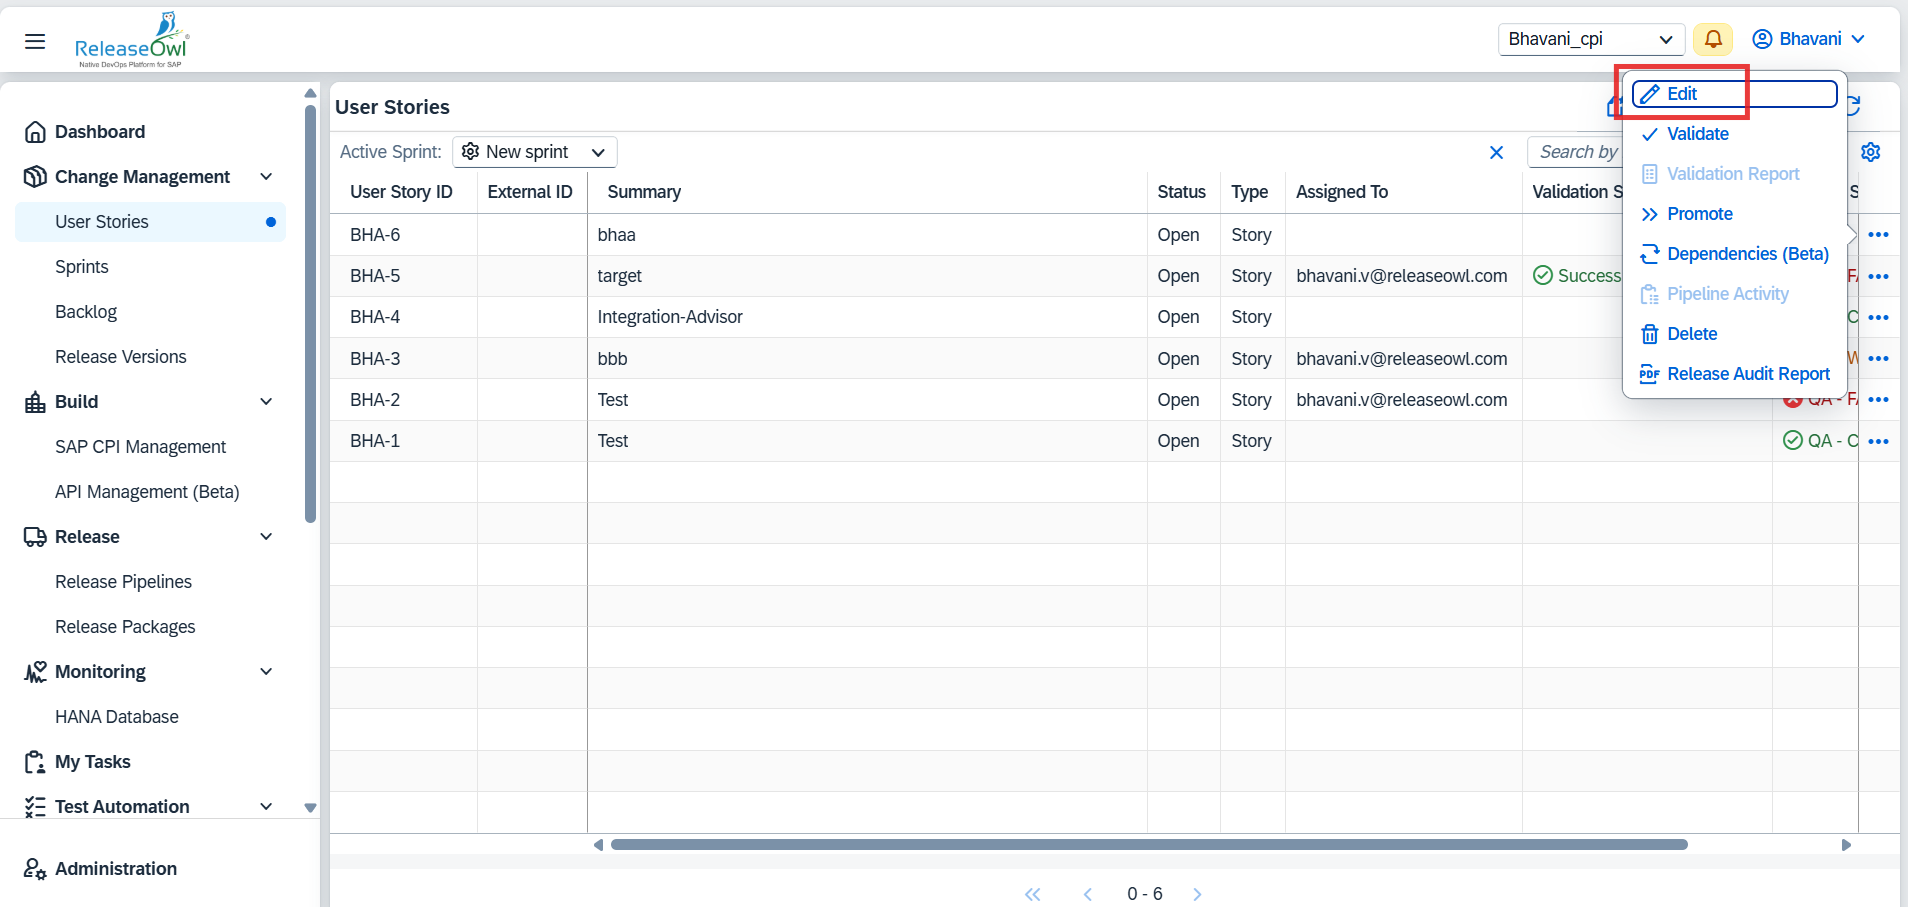 ReleaseOwl
Native DevOps Platform for SAP
Bhavani_cpi
Bhavani
Dashboard
Change Management
User Stories
Sprints
Backlog
Release Versions
Build
SAP CPI Management
API Management (Beta)
Release
Release Pipelines
Release Packages
Monitoring
HANA Database
My Tasks
Test Automation
Administration
User Stories
Active Sprint: New sprint
Search by
User Story ID External ID Summary Status Type Assigned To Validation S
BHA-6 bhaa Open Story
BHA-5 target Open Story bhavani.v@releaseowl.com Success
BHA-4 Integration-Advisor Open Story
BHA-3 bbb Open Story bhavani.v@releaseowl.com
BHA-2 Test Open Story bhavani.v@releaseowl.com QA - FA
BHA-1 Test Open Story QA - C
Edit
Validate
Validation Report
Promote
Dependencies (Beta)
Pipeline Activity
Delete
PDF Release Audit Report
0 - 6